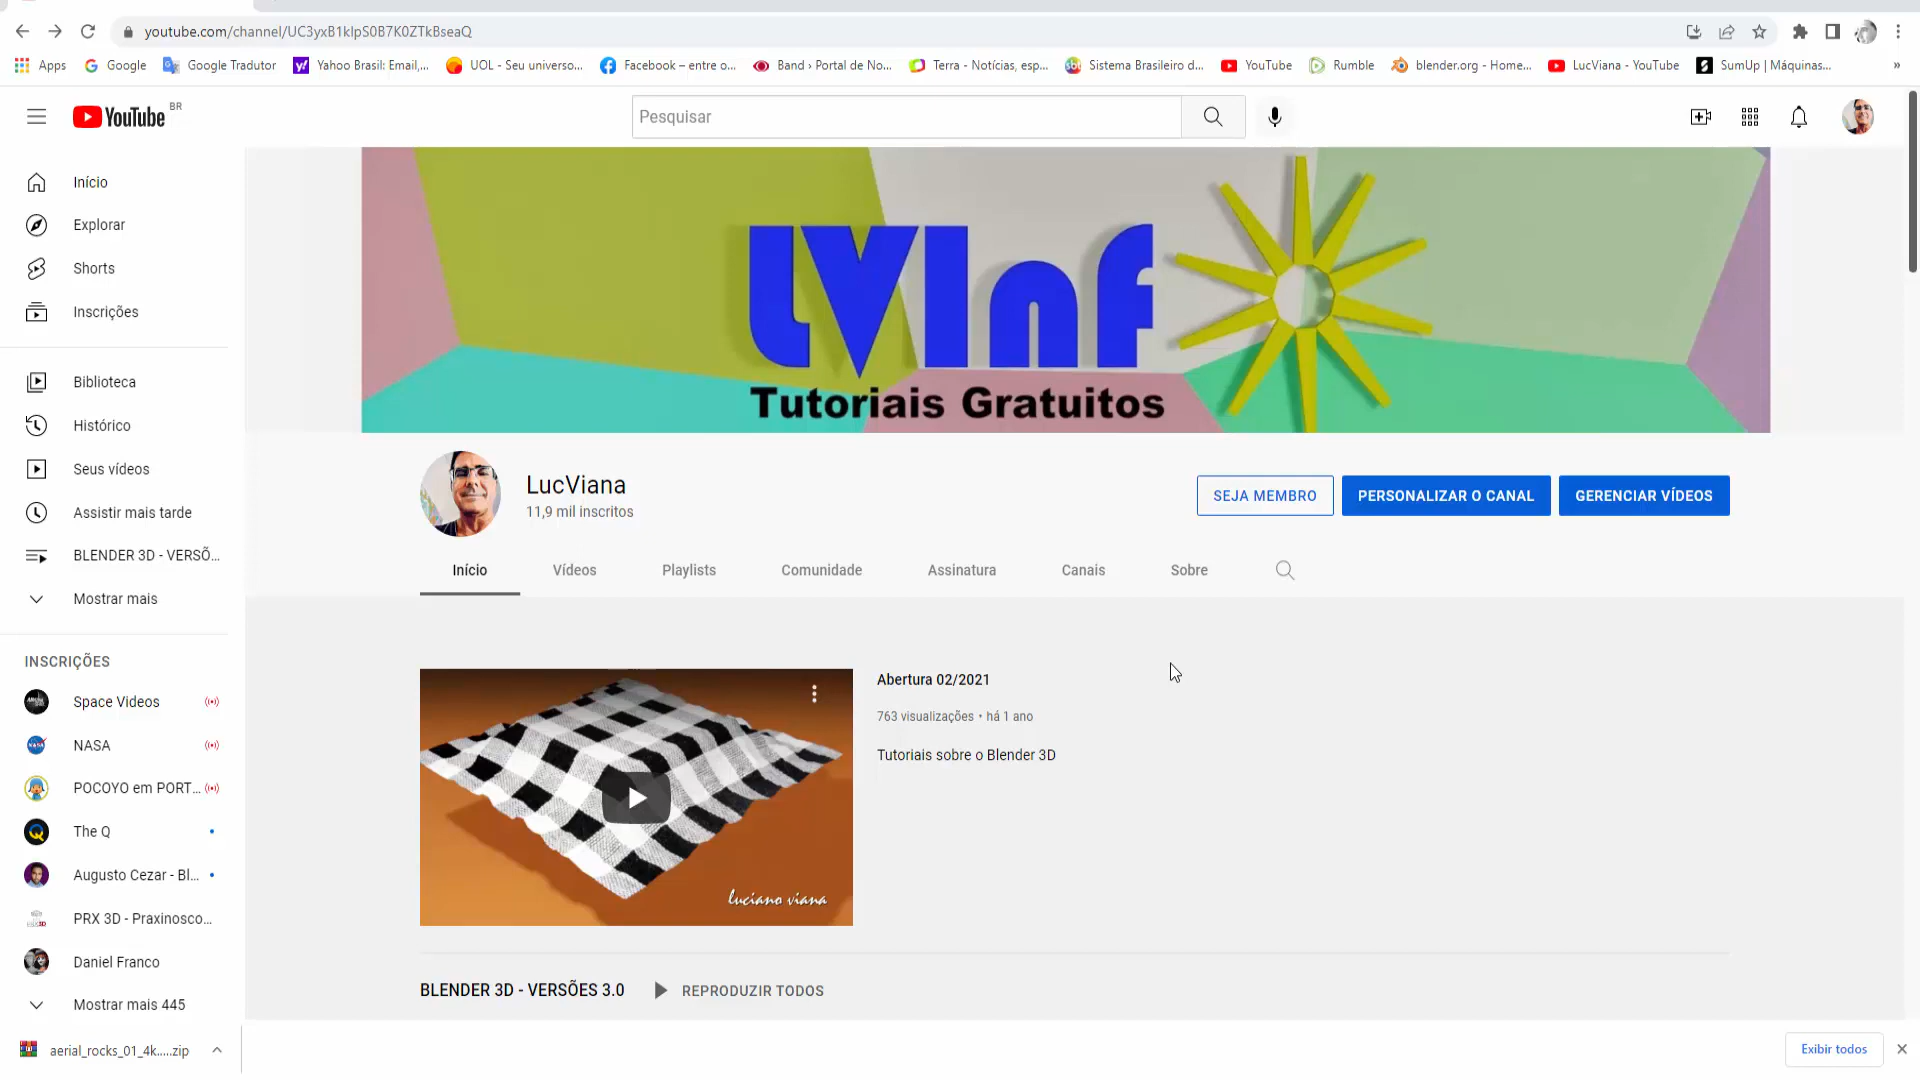 youtube.com/channel/UC3yxB1kIpS0B7K0ZTkBseaQ
Apps Google Google Tradutor Yahoo Brasil: Email,... UOL - Seu universo... Facebook – entre o... Band › Portal de No... Terra - Notícias, esp... Sistema Brasileiro d... YouTube Rumble blender.org - Home... LucViana - YouTube SumUp | Máquinas... »
YouTube BR
Pesquisar
Início
Explorar
Shorts
Inscrições
Biblioteca
Histórico
Seus vídeos
Assistir mais tarde
BLENDER 3D - VERSÕ...
Mostrar mais
INSCRIÇÕES
Space Videos
NASA
POCOYO em PORT...
The Q
Augusto Cezar - Bl...
PRX 3D - Praxinosco...
Daniel Franco
Mostrar mais 445
LVInf
Tutoriais Gratuitos
LucViana
11,9 mil inscritos
SEJA MEMBRO PERSONALIZAR O CANAL GERENCIAR VÍDEOS
Início Vídeos Playlists Comunidade Assinatura Canais Sobre
luciano viana
Abertura 02/2021
763 visualizações • há 1 ano
Tutoriais sobre o Blender 3D
BLENDER 3D - VERSÕES 3.0 REPRODUZIR TODOS
aerial_rocks_01_4k.....zip
Exibir todos